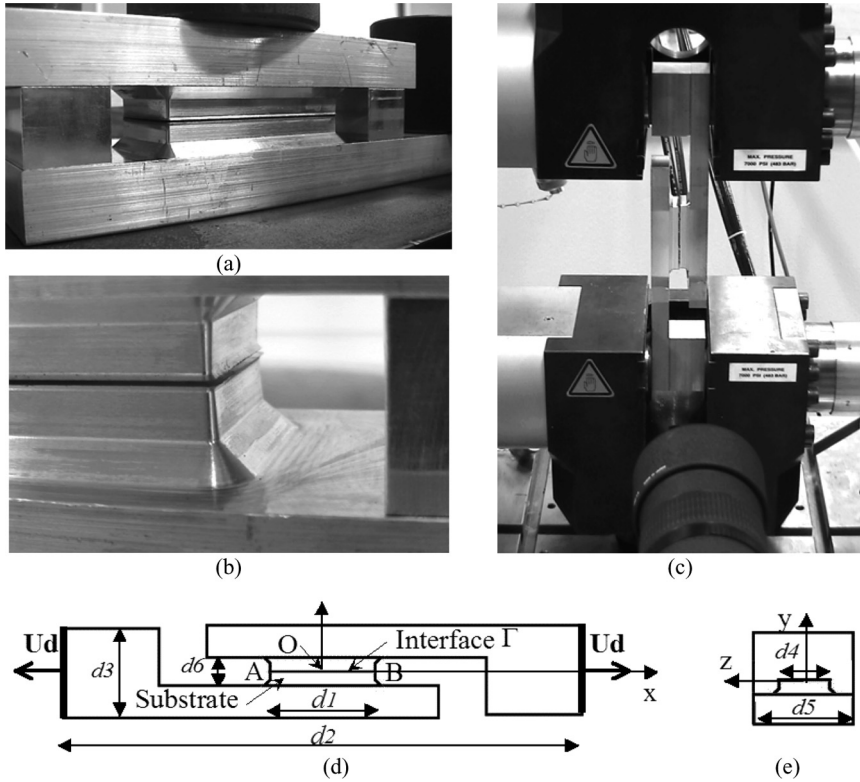 MAX. PRESSURE
7000 PSI (483 BAR)
(a)
MAX. PRESSURE
7000 PSI (483 BAR)
(b)
(c)
Ud
d3
d6
A
O
Interface Γ
B
Ud
x
Substrate
d1
d2
(d)
y
d4
z
d5
(e)